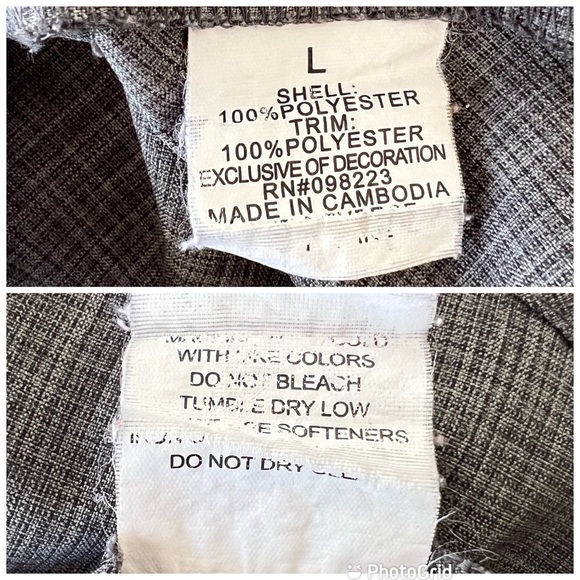 L
SHELL:
100%POLYESTER
TRIM:
100%POLYESTER
EXCLUSIVE OF DECORATION
RN#098223
MADE IN CAMBODIA
WITH LIKE COLORS
DO NOT BLEACH
TUMBLE DRY LOW
SOFTENERS
DO NOT DRY
PhotoGrid